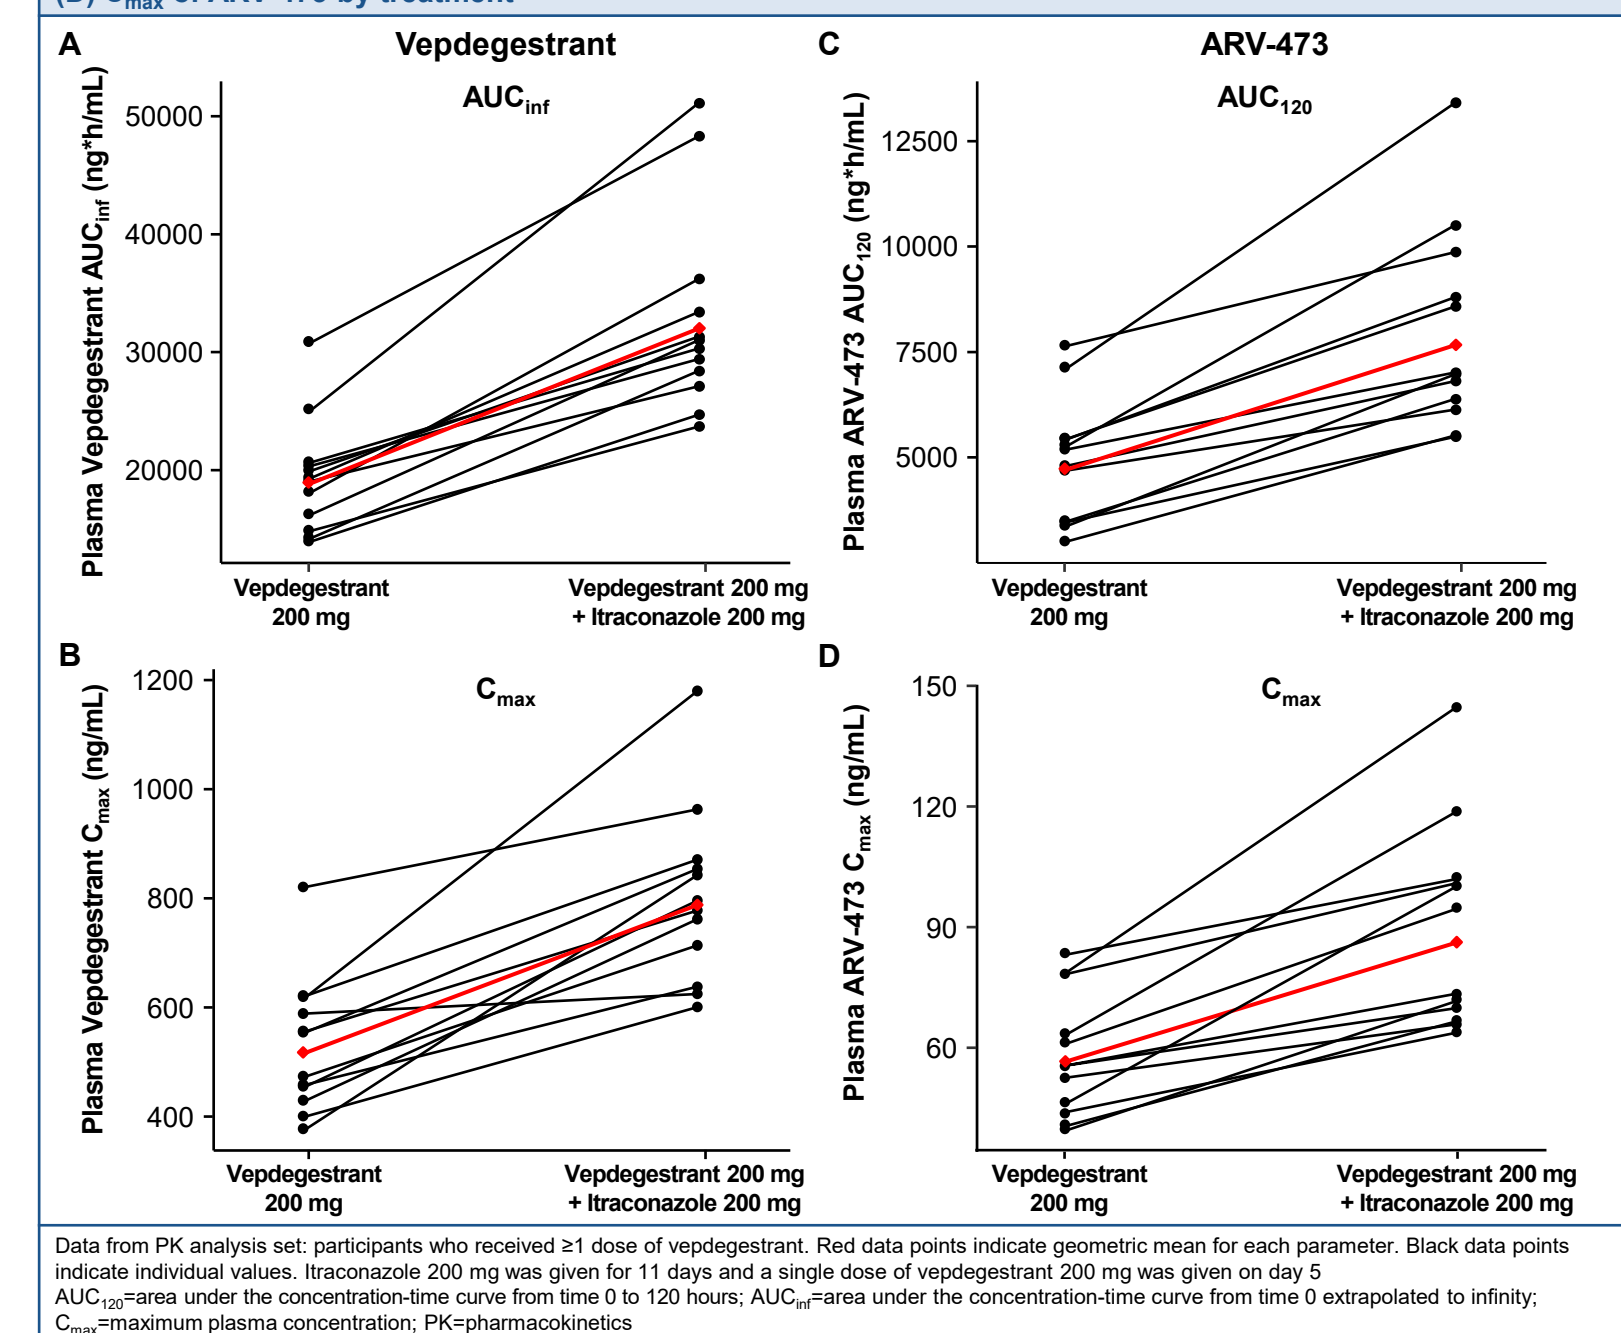 (D) Cmax of ARV-473 by treatment
A
Vepdegestrant
AUCinf
Plasma Vepdegestrant AUCinf (ng*h/mL)
50000
40000
30000
20000
Vepdegestrant
200 mg
Vepdegestrant 200 mg
+ Itraconazole 200 mg
C
ARV-473
AUC120
Plasma ARV-473 AUC120 (ng*h/mL)
12500
10000
7500
5000
Vepdegestrant
200 mg
Vepdegestrant 200 mg
+ Itraconazole 200 mg
B
Cmax
Plasma Vepdegestrant Cmax (ng/mL)
1200
1000
800
600
400
Vepdegestrant
200 mg
Vepdegestrant 200 mg
+ Itraconazole 200 mg
D
Cmax
Plasma ARV-473 Cmax (ng/mL)
150
120
90
60
Vepdegestrant
200 mg
Vepdegestrant 200 mg
+ Itraconazole 200 mg
Data from PK analysis set: participants who received ≥1 dose of vepdegestrant. Red data points indicate geometric mean for each parameter. Black data points
indicate individual values. Itraconazole 200 mg was given for 11 days and a single dose of vepdegestrant 200 mg was given on day 5
AUC120=area under the concentration-time curve from time 0 to 120 hours; AUCinf=area under the concentration-time curve from time 0 extrapolated to infinity;
Cmax=maximum plasma concentration; PK=pharmacokinetics